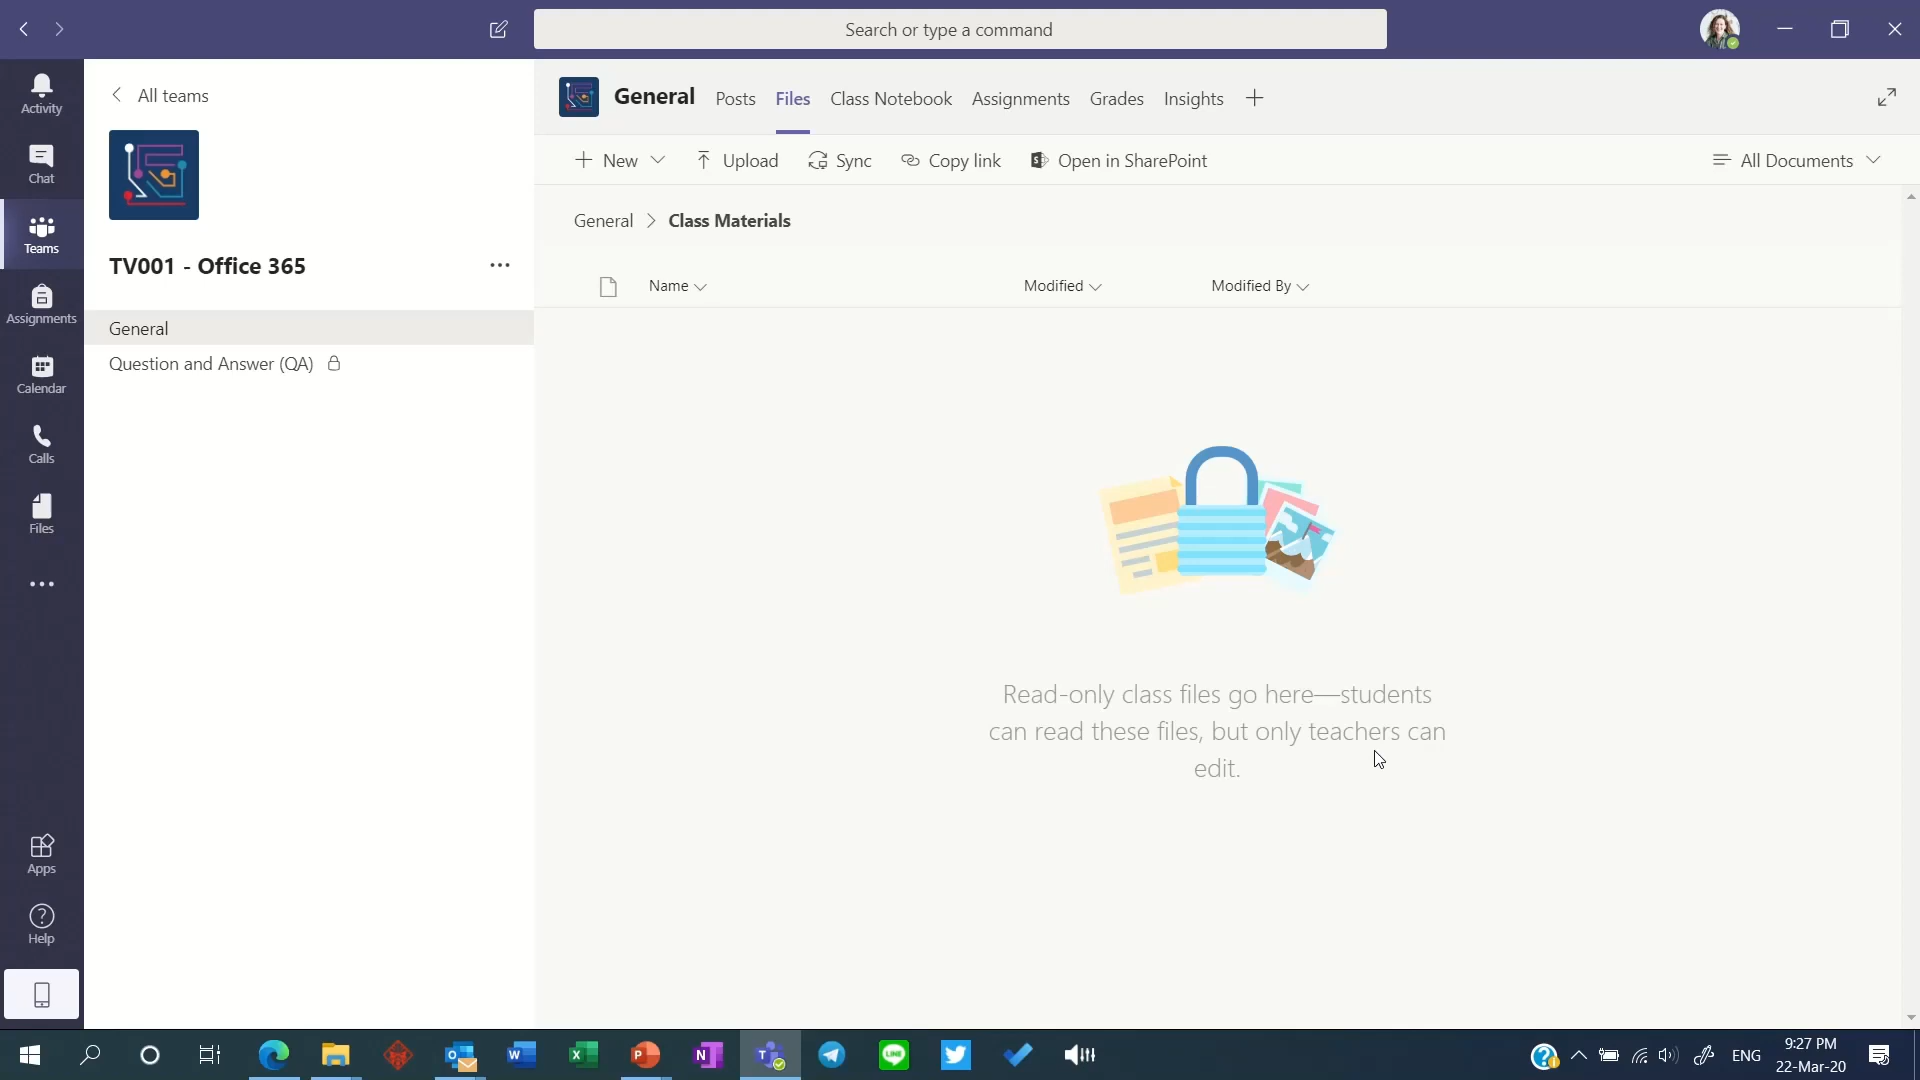 Search or type a command
Activity
Chat
Teams
Assignments
Calendar
Calls
Files
Apps
Help
All teams
TV001 - Office 365
General
Question and Answer (QA)
General Posts Files Class Notebook Assignments Grades Insights
New Upload Sync Copy link Open in SharePoint All Documents
General > Class Materials
Name Modified Modified By
Read-only class files go here—students
can read these files, but only teachers can
edit.
ENG
9:27 PM
22-Mar-20